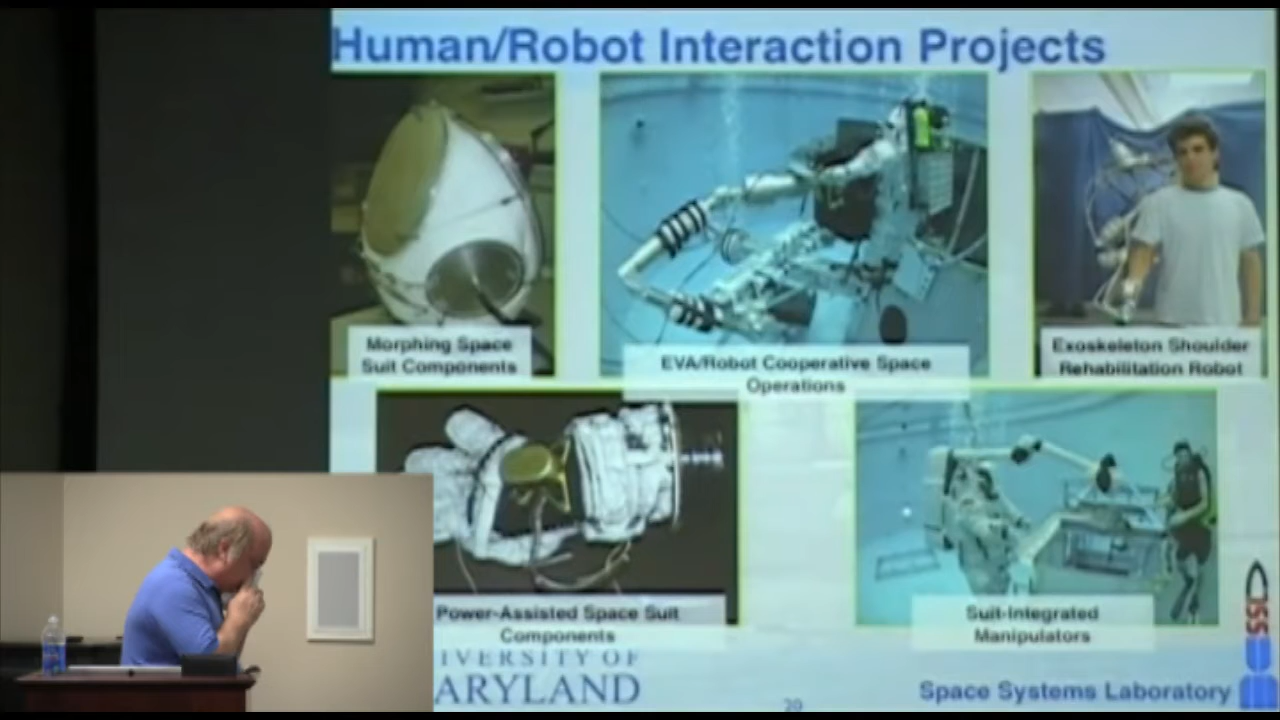 Human/Robot Interaction Projects
Morphing Space
Suit Components
EVA/Robot Cooperative Space
Operations
Exoskeleton Shoulder
Rehabilitation Robot
Power-Assisted Space Suit
Components
Suit-Integrated
Manipulators
IVERSITY OF
ARYLAND
20
Space Systems Laboratory
SSL